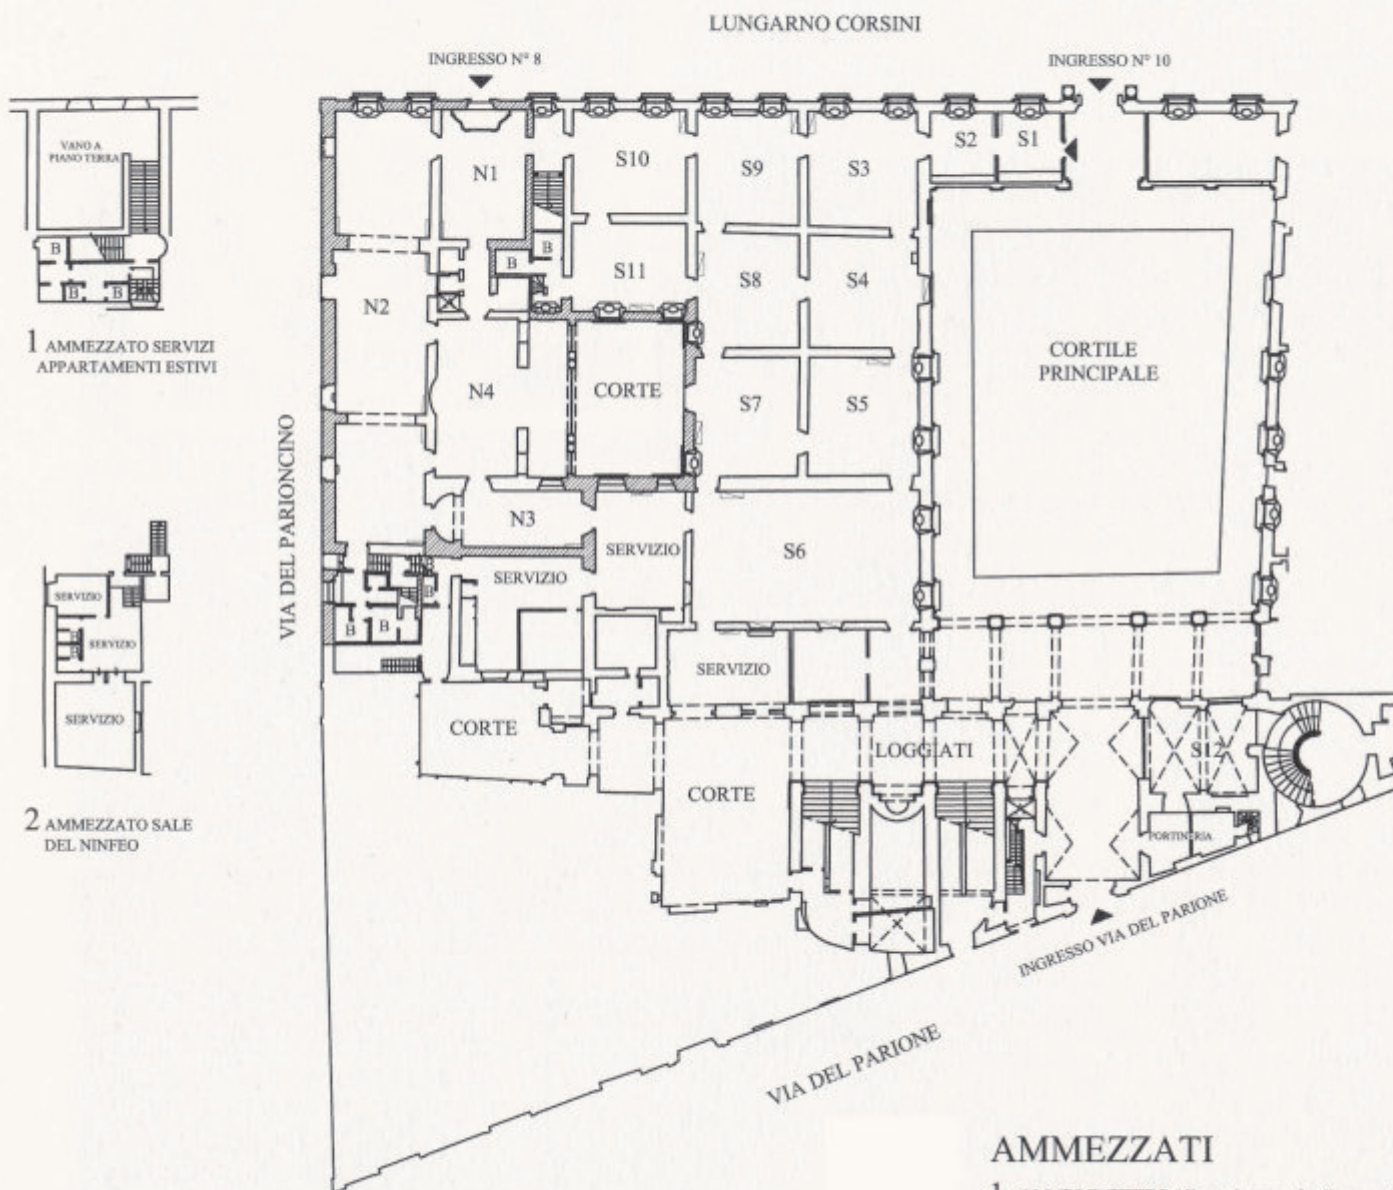 LUNGARNO CORSINI
INGRESSO N° 8
INGRESSO N° 10
VANO A
PIANO TERRA
B
B
B
1 AMMEZZATO SERVIZI
APPARTAMENTI ESTIVI
N1
S10
S9
S3
S2
S1
B
B
S11
S8
S4
N2
CORTILE
PRINCIPALE
N4
CORTE
S7
S5
VIA DEL PARIONCINO
N3
SERVIZIO
S6
SERVIZIO
B
B
B
SERVIZIO
SERVIZIO
SERVIZIO
SERVIZIO
2 AMMEZZATO SALE
DEL NINFEO
CORTE
LOGGIATI
S12
CORTE
PORTINERIA
INGRESSO VIA DEL PARIONE
VIA DEL PARIONE
AMMEZZATI
1